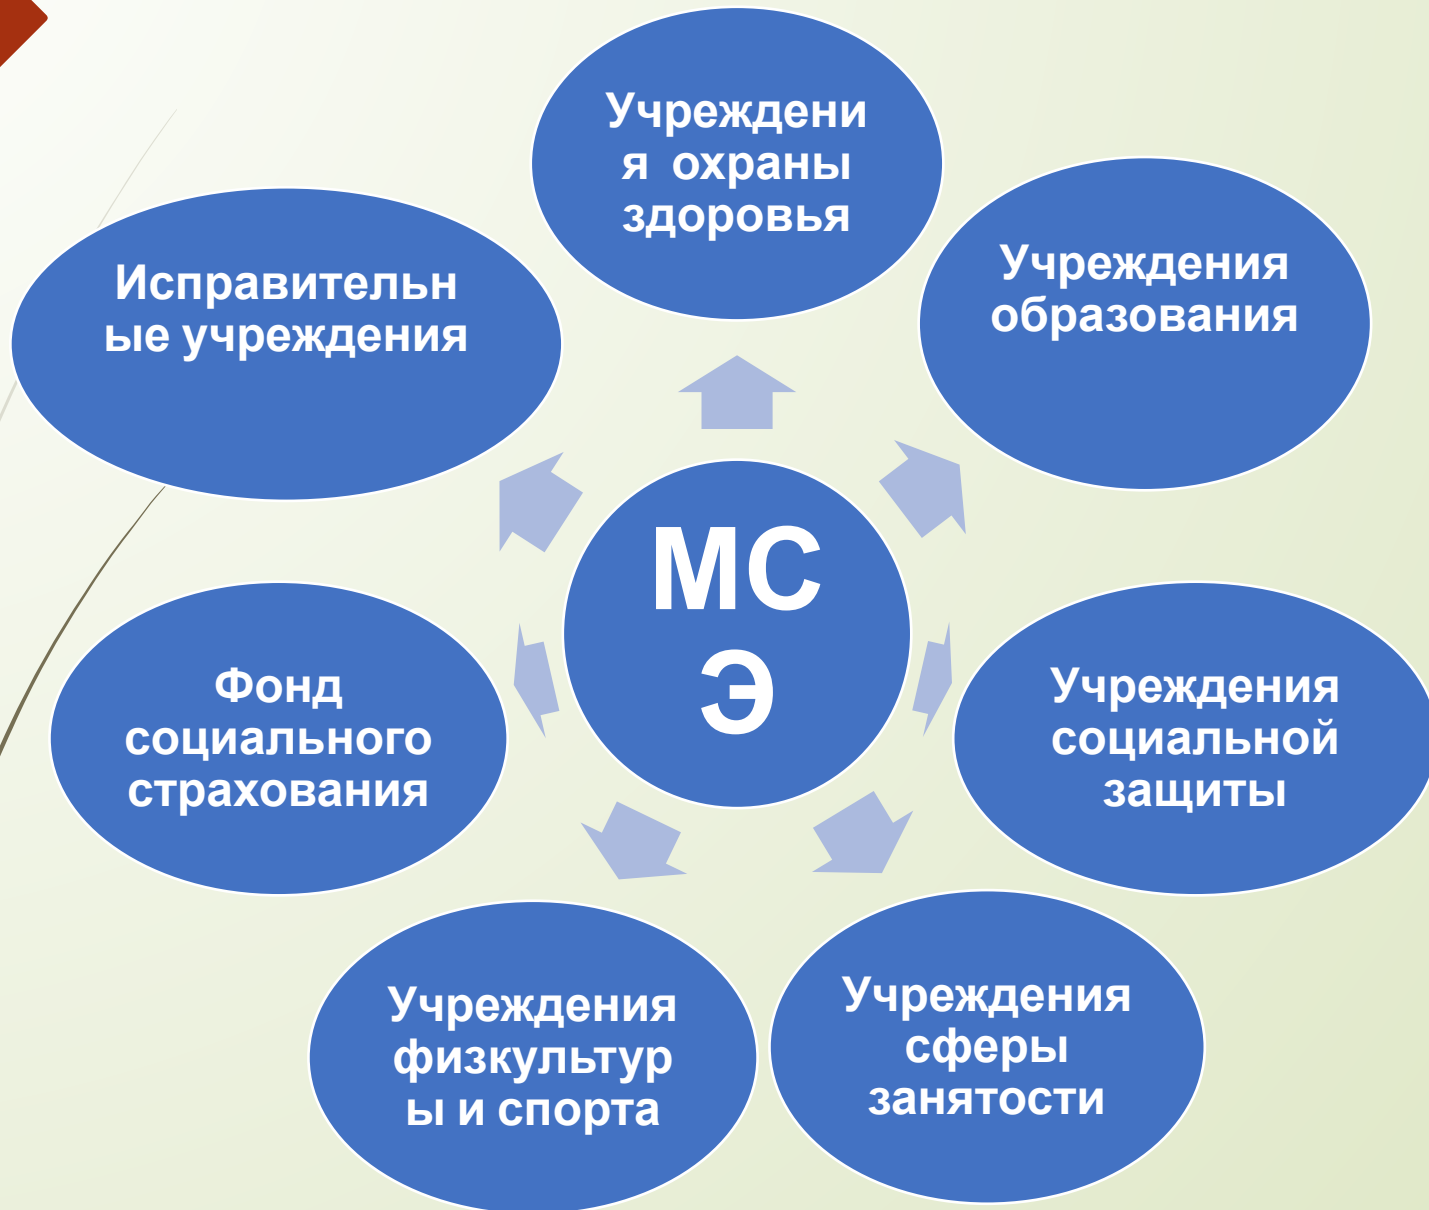 Учреждени
я охраны
здоровья
Учреждения
образования
Исправительн
ые учреждения
МС
Э
Фонд
социального
страхования
Учреждения
социальной
защиты
Учреждения
физкультур
ы и спорта
Учреждения
сферы
занятости